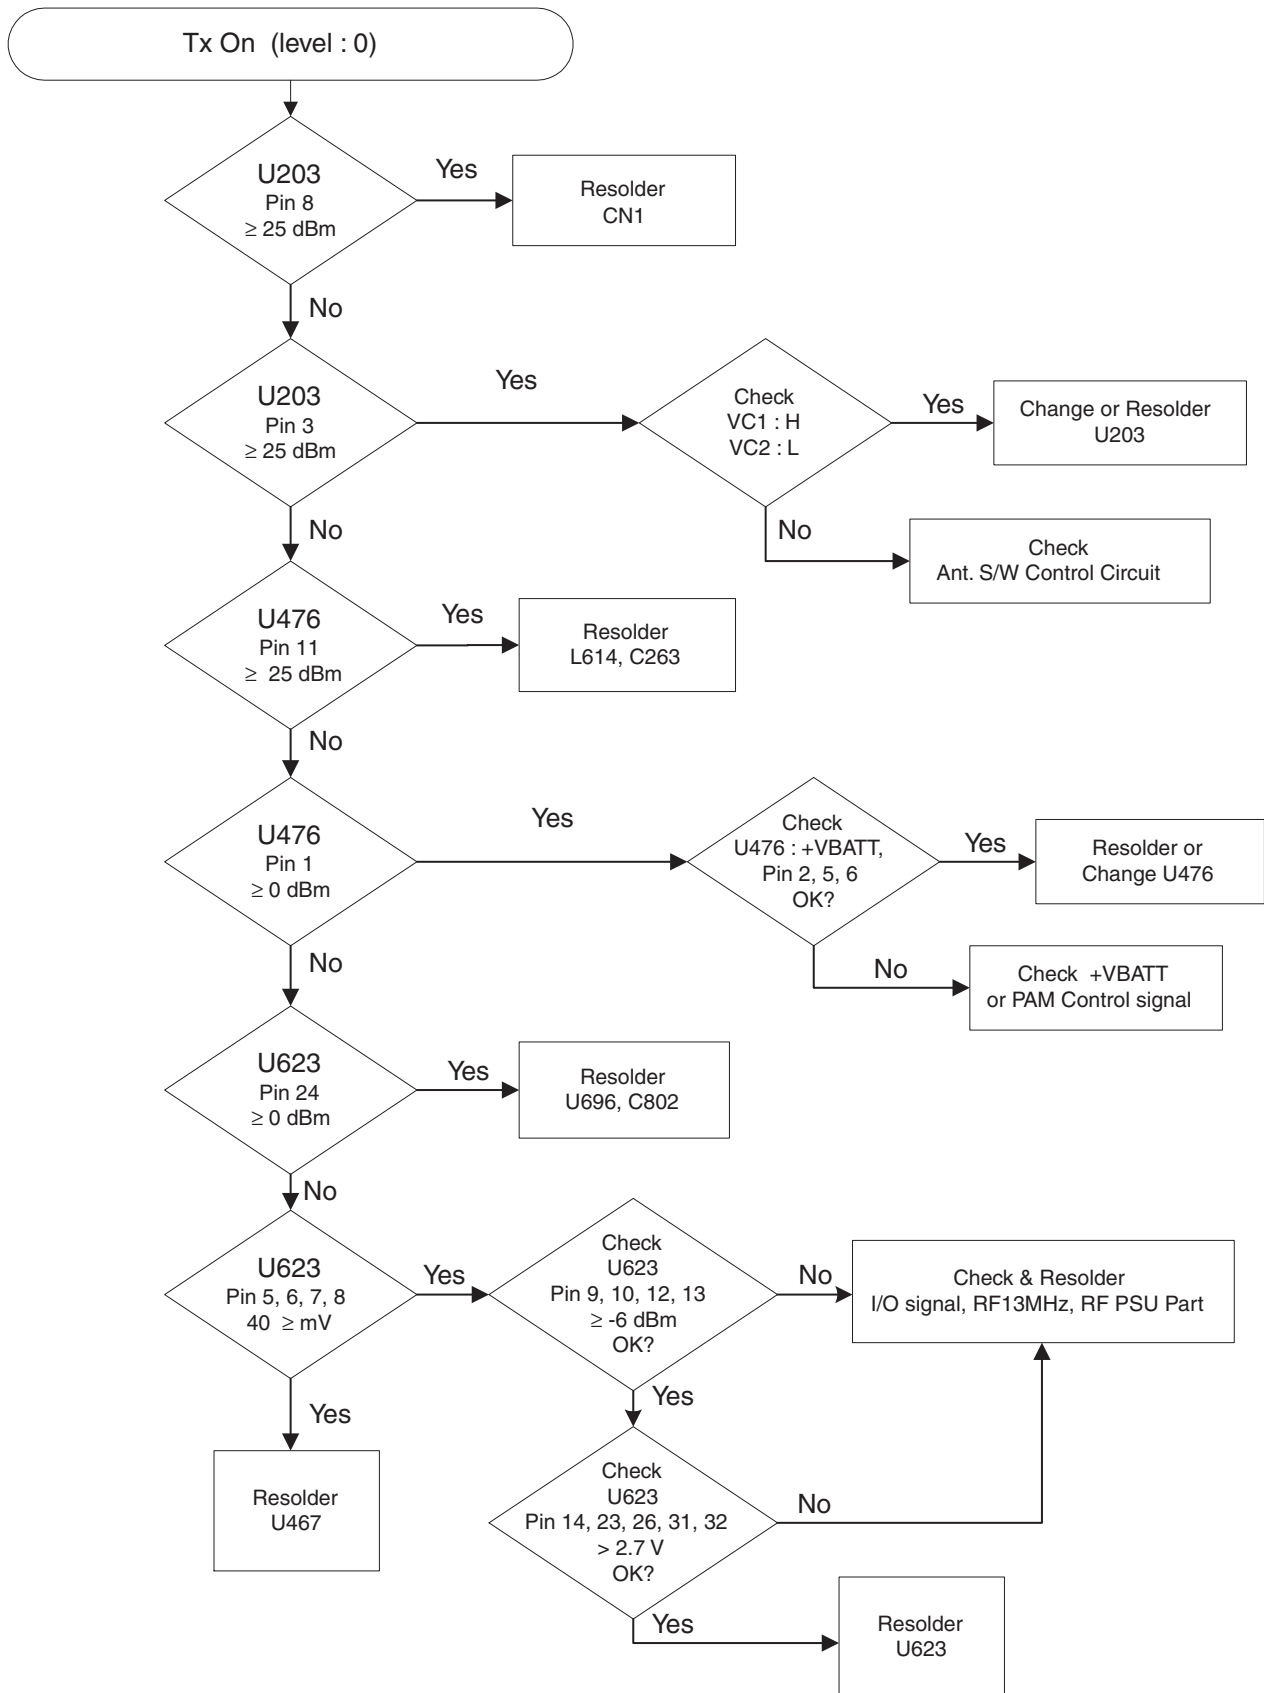 Tx On (level : 0)
U203
Pin 8
≥ 25 dBm
Yes
Resolder
CN1
No
U203
Pin 3
≥ 25 dBm
Yes
Check
VC1 : H
VC2 : L
Yes
Change or Resolder
U203
No
Check
Ant. S/W Control Circuit
No
U476
Pin 11
≥ 25 dBm
Yes
Resolder
L614, C263
No
U476
Pin 1
≥ 0 dBm
Yes
Check
U476 : +VBATT,
Pin 2, 5, 6
OK?
Yes
Resolder or
Change U476
No
Check +VBATT
or PAM Control signal
No
U623
Pin 24
≥ 0 dBm
Yes
Resolder
U696, C802
No
U623
Pin 5, 6, 7, 8
40 ≥ mV
Yes
Check
U623
Pin 9, 10, 12, 13
≥ -6 dBm
OK?
No
Check & Resolder
I/O signal, RF13MHz, RF PSU Part
Yes
Resolder
U467
Yes
Check
U623
Pin 14, 23, 26, 31, 32
> 2.7 V
OK?
No
Yes
Resolder
U623